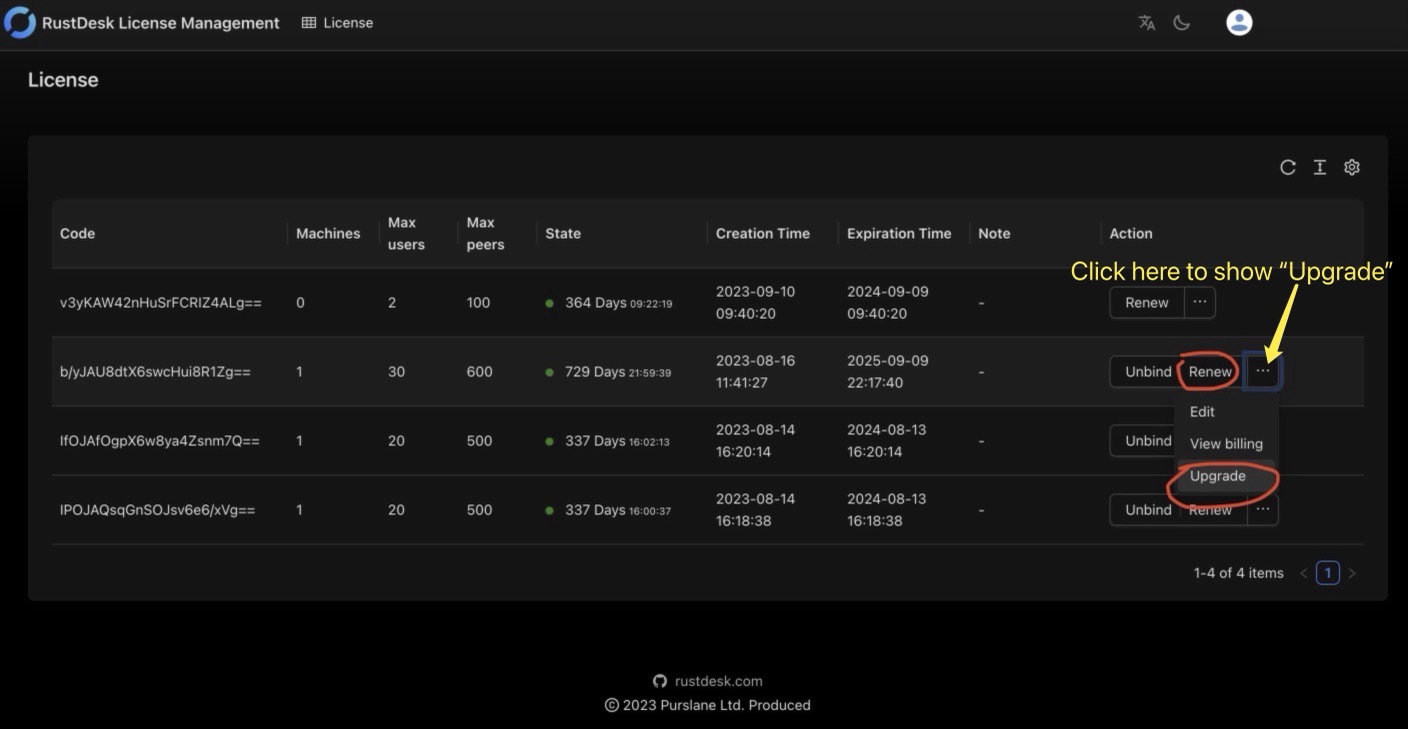 RustDesk License Management License
License
Code Machines Max users Max peers State Creation Time Expiration Time Note Action
Click here to show “Upgrade”
v3yKAW42nHuSrFCRIZ4ALg== 0 2 100 364 Days 09:22:19 2023-09-10 09:40:20 2024-09-09 09:40:20 - Renew ...
b/yJAU8dtX6swcHui8R1Zg== 1 30 600 729 Days 21:59:39 2023-08-16 11:41:27 2025-09-09 22:17:40 - Unbind Renew ...
Edit
View billing
Upgrade
IfOJAfOgpX6w8ya4Zsnm7Q== 1 20 500 337 Days 16:02:13 2023-08-14 16:20:14 2024-08-13 16:20:14 - Unbind
IPOJAQsqGnSOJsv6e6/xVg== 1 20 500 337 Days 16:00:37 2023-08-14 16:18:38 2024-08-13 16:18:38 - Unbind Renew ...
1-4 of 4 items < 1 >
rustdesk.com
© 2023 Purslane Ltd. Produced